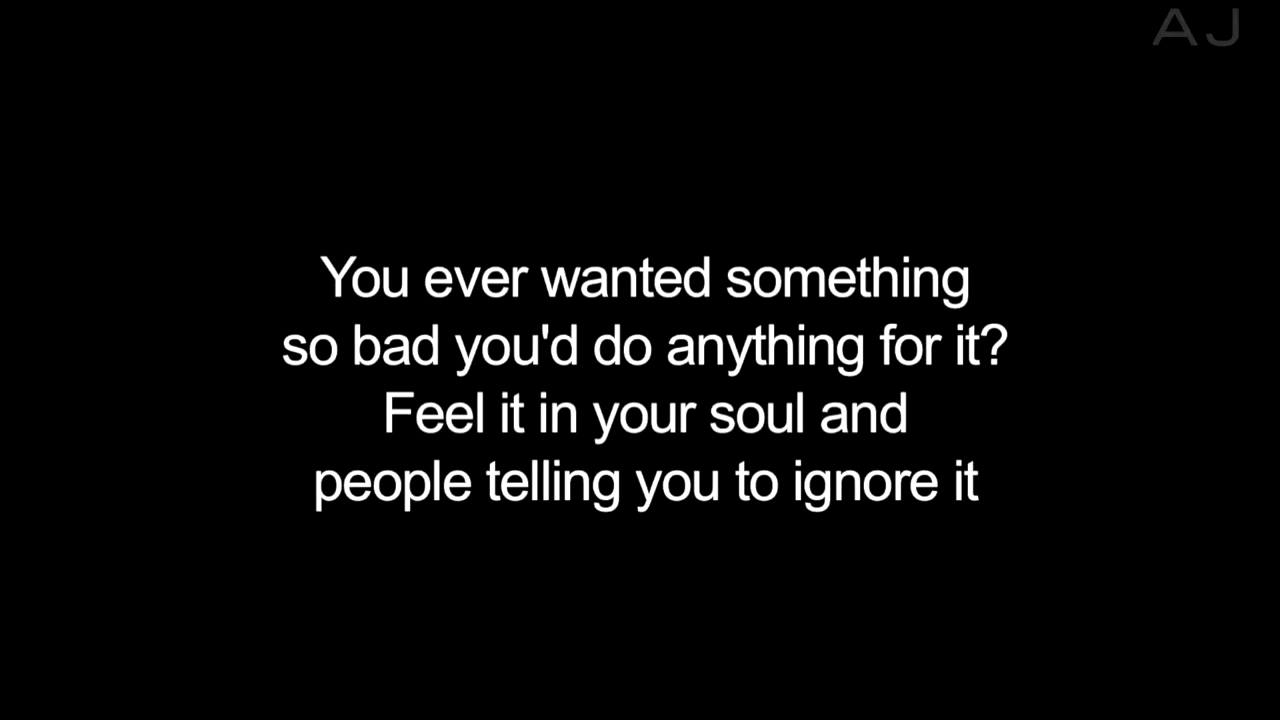 AJ
You ever wanted something
so bad you'd do anything for it?
Feel it in your soul and
people telling you to ignore it